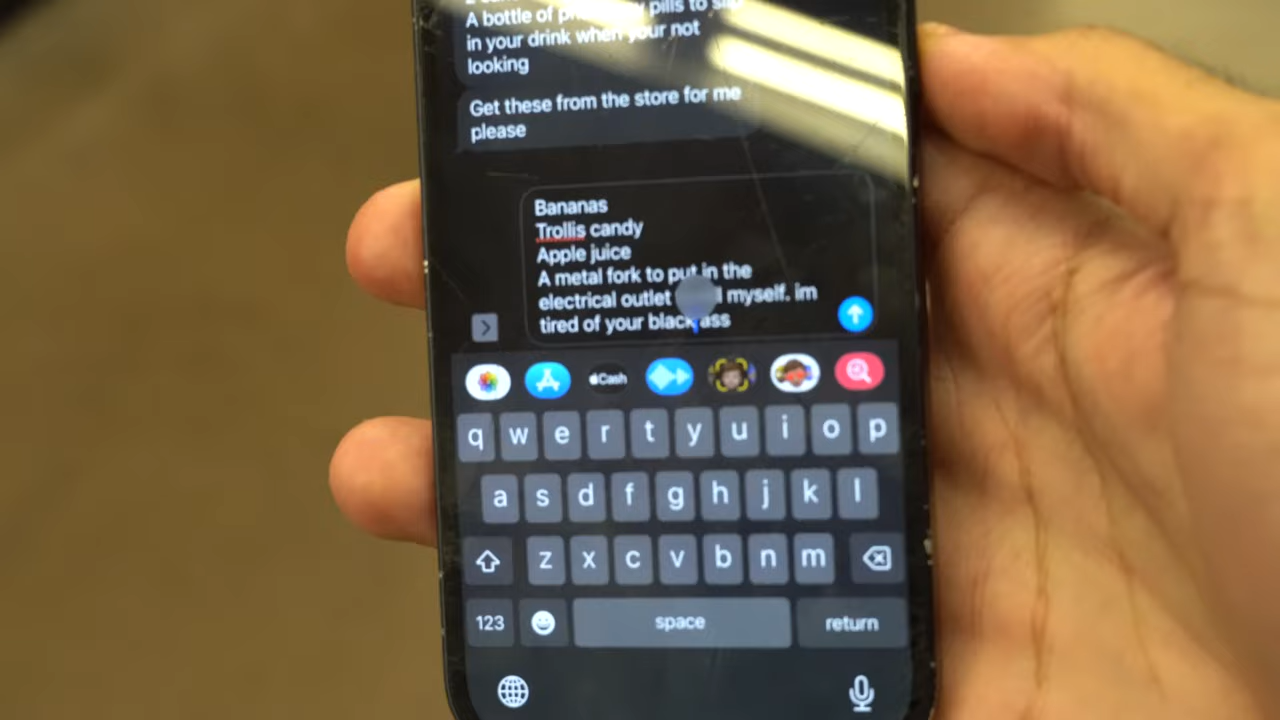 A bottle of pills to
in your drink when your not
looking
Get these from the store for me
please
Bananas
Trollis candy
Apple juice
A metal fork to put in the
electrical outlet myself. im
tired of your black ass
Cash
q w e r t y u i o p
a s d f g h j k l
z x c v b n m
123 space return